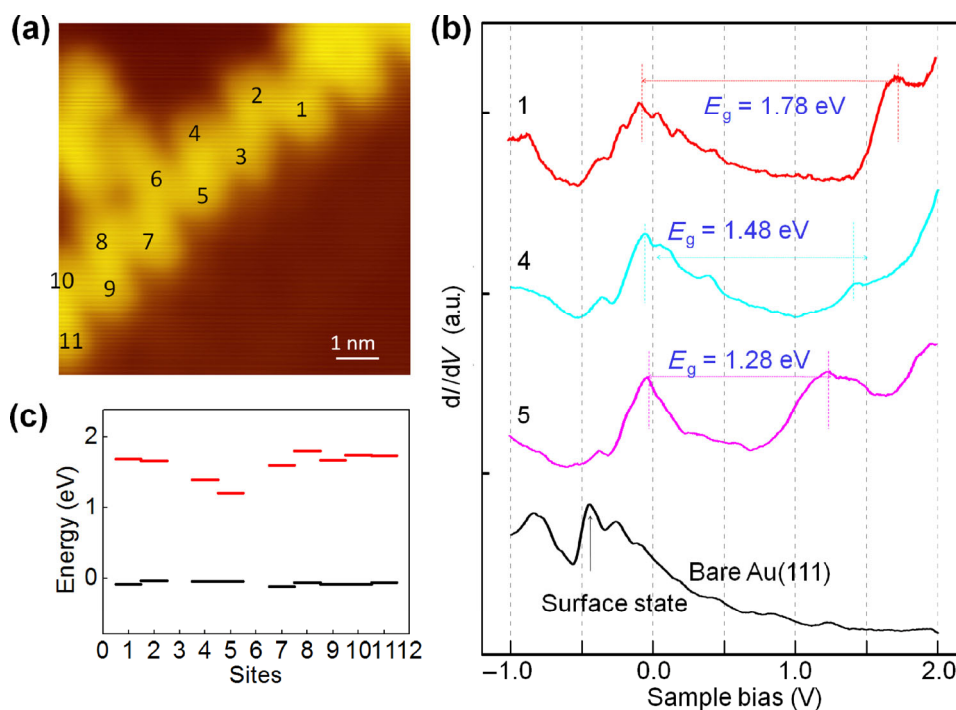 (a)
2
1
4
3
6
5
8
7
10
9
11
1 nm
(b)
dI/dV (a.u.)
1
Eg = 1.78 eV
4
Eg = 1.48 eV
5
Eg = 1.28 eV
Bare Au(111)
Surface state
−1.0 0.0 1.0 2.0
Sample bias (V)
(c)
Energy (eV)
2
1
0
0 1 2 3 4 5 6 7 8 9 10 11 12
Sites